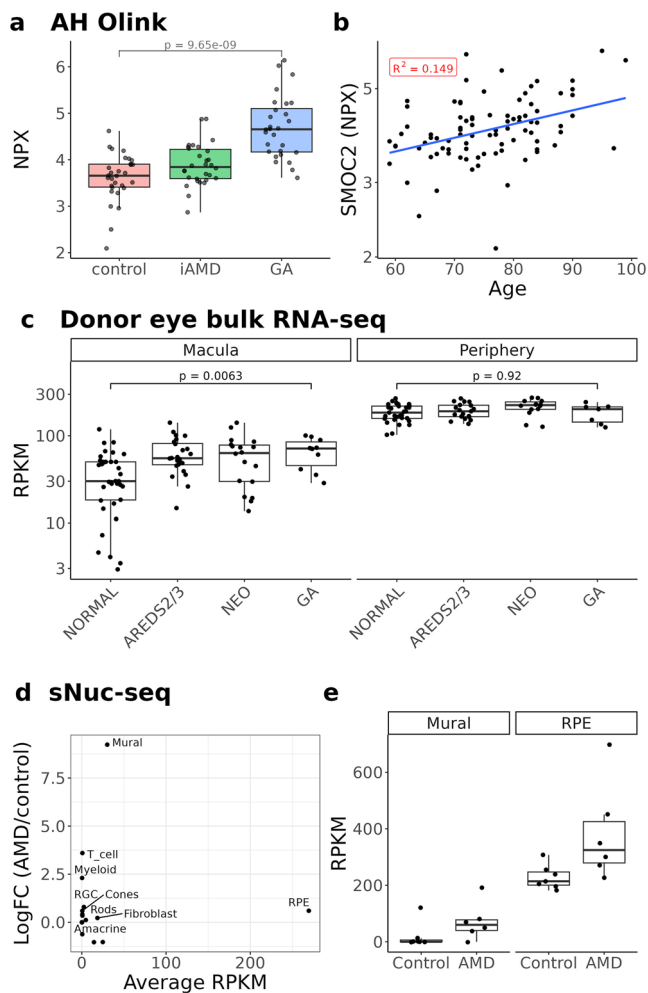 a AH Olink
p = 9.65e-09
NPX
6
5
4
3
2
control iAMD GA
b
R² = 0.149
SMOC2 (NPX)
5
3
2
60 70 80 90 100
Age
c Donor eye bulk RNA-seq
Macula Periphery
p = 0.0063 p = 0.92
RPKM
300
100
30
10
3
NORMAL AREDS2/3 NEO GA NORMAL AREDS2/3 NEO GA
d sNuc-seq
LogFC (AMD/control)
7.5
5.0
2.5
0.0
Mural
T_cell
Myeloid
RGC Cones
Rods Fibroblast
RPE
Amacrine
0 100 200
Average RPKM
e
Mural RPE
RPKM
600
400
200
0
Control AMD Control AMD